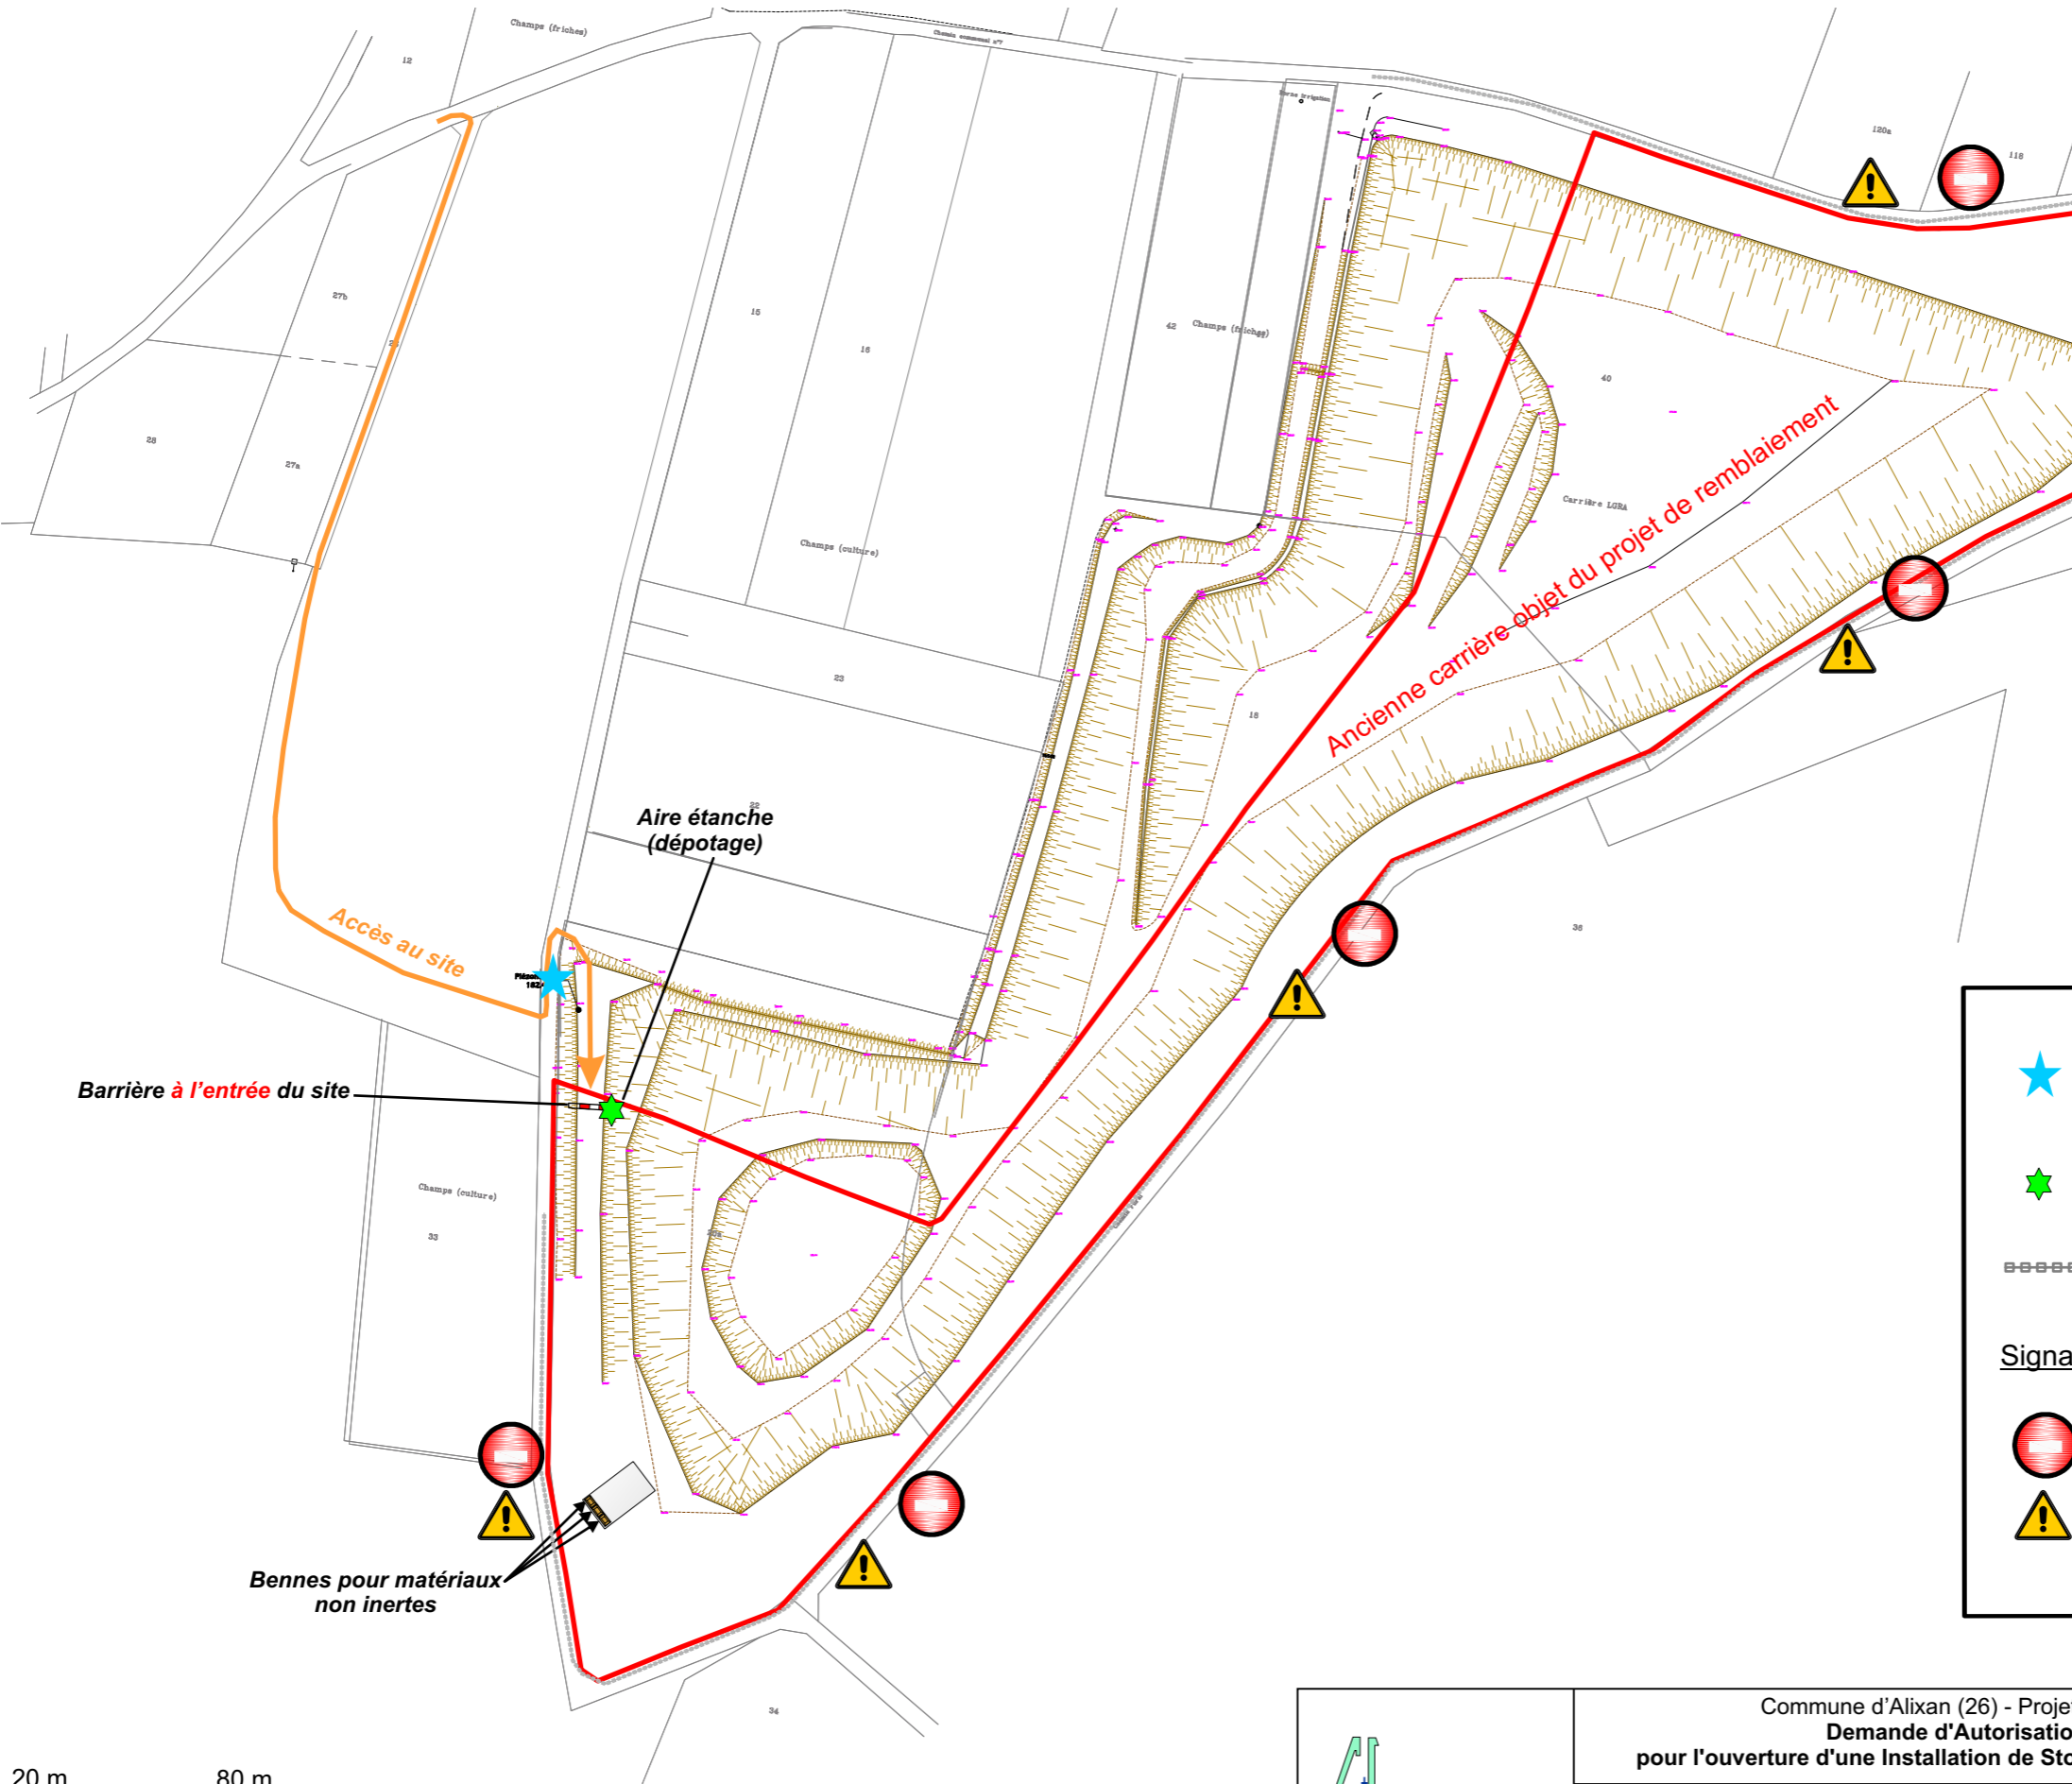 Champs (friches)
12
Chemin communal n°7
Borne irrigation
120a
118
27b
15
16
42
Champs (friches)
40
28
27a
Champs (culture)
Carrière LGRA
Ancienne carrière objet du projet de remblaiement
23
18
22
Aire étanche
(dépotage)
36
Accès au site
Barrière à l'entrée du site
Champs (culture)
33
Signa
Bennes pour matériaux
non inertes
34
Commune d'Alixan (26) - Projet
Demande d'Autorisatio
pour l'ouverture d'une Installation de Sto
20 m
80 m